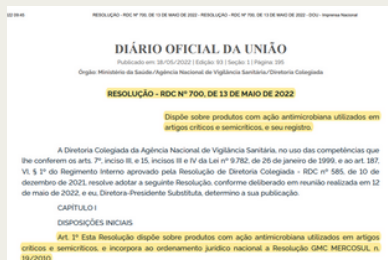 22 09:45 RESOLUÇÃO - RDC Nº 700, DE 13 DE MAIO DE 2022 - RESOLUÇÃO - RDC Nº 700, DE 13 DE MAIO DE 2022 - DOU - Imprensa Nacional
DIÁRIO OFICIAL DA UNIÃO
Publicado em: 18/05/2022 | Edição: 93 | Seção: 1 | Página: 195
Órgão: Ministério da Saúde/Agência Nacional de Vigilância Sanitária/Diretoria Colegiada
RESOLUÇÃO - RDC Nº 700, DE 13 DE MAIO DE 2022
Dispõe sobre produtos com ação antimicrobiana utilizados em
artigos críticos e semicríticos, e seu registro.
A Diretoria Colegiada da Agência Nacional de Vigilância Sanitária, no uso das competências que
lhe conferem os arts. 7º, inciso III, e 15, incisos III e IV da Lei nº 9.782, de 26 de janeiro de 1999, e ao art. 187,
VI, § 1º do Regimento Interno aprovado pela Resolução de Diretoria Colegiada - RDC nº 585, de 10 de
dezembro de 2021, resolve adotar a seguinte Resolução, conforme deliberado em reunião realizada em 12
de maio de 2022, e eu, Diretora-Presidente Substituta, determino a sua publicação.
CAPÍTULO I
DISPOSIÇÕES INICIAIS
Art. 1º Esta Resolução dispõe sobre produtos com ação antimicrobiana utilizados em artigos
críticos e semicríticos, e incorpora ao ordenamento jurídico nacional a Resolução GMC MERCOSUL n.
19/2010.